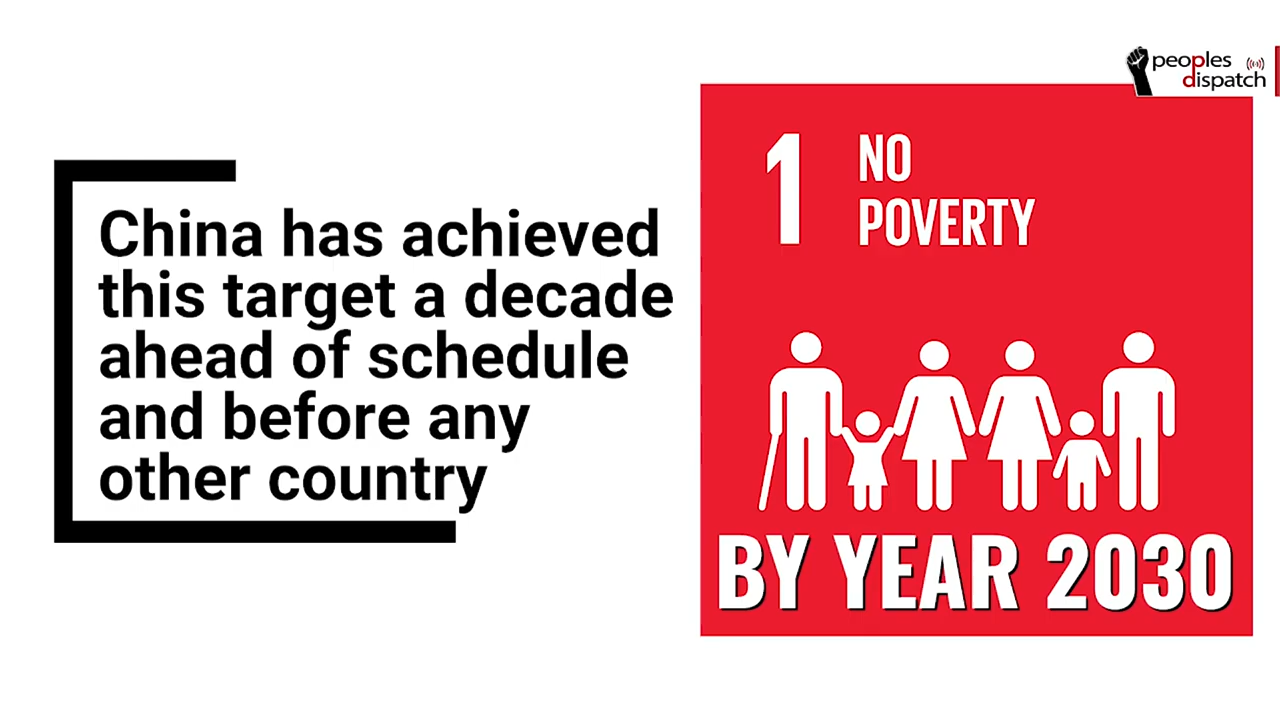 peoples
dispatch
China has achieved
this target a decade
ahead of schedule
and before any
other country
1 NO
POVERTY
BY YEAR 2030